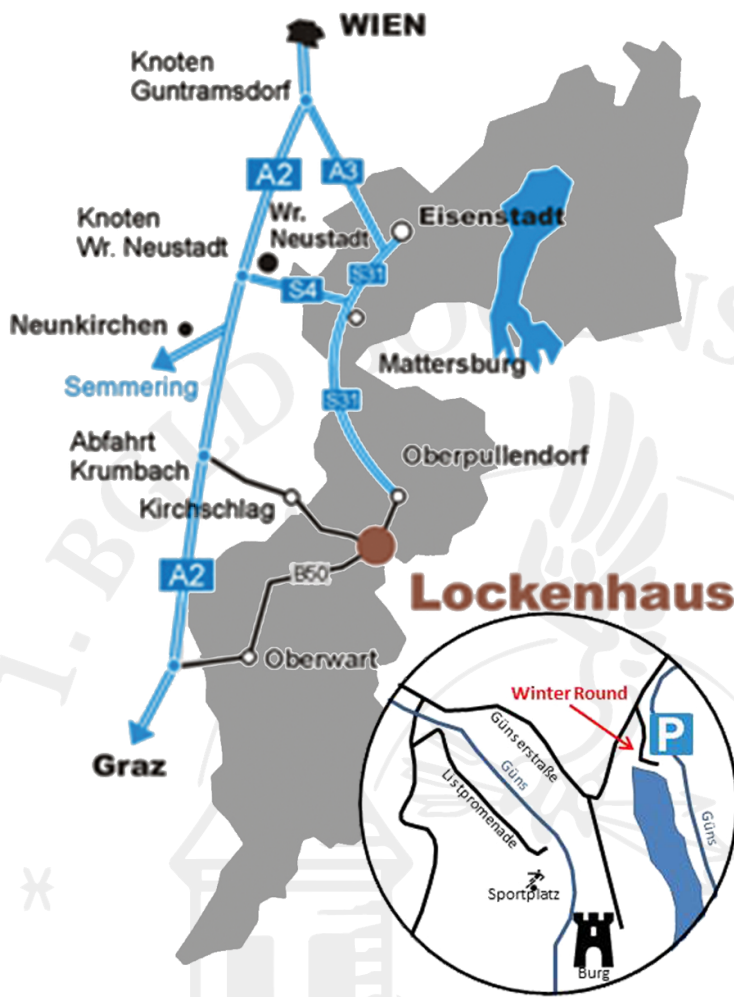 WIEN
Knoten
Guntramsdorf
A2
A3
Knoten
Wr. Neustadt
Wr.
Neustadt
Eisenstadt
S31
S4
Neunkirchen
Semmering
Mattersburg
S31
Abfahrt
Krumbach
Oberpullendorf
Kirchschlag
A2
B50
Lockenhaus
Oberwart
Graz
Winter Round
P
Günserstraße
Güns
Listpromenade
Güns
Sportplatz
Burg